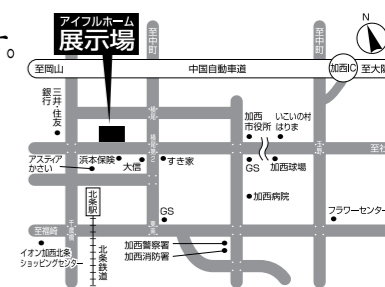 す。
アイフルホーム
展示場
至中町
至中町
N
至岡山
中国自動車道
加西IC
至大阪
三井・住友
銀行
加西
市役所
いこいの村
はりま
至社
アスティア
かさい
浜本保険
大信
すき家
GS
加西球場
北条駅
加西病院
GS
フラワーセンター
至福崎
イオン加西北条
ショッピングセンター
北条鉄道
加西警察署
加西消防署